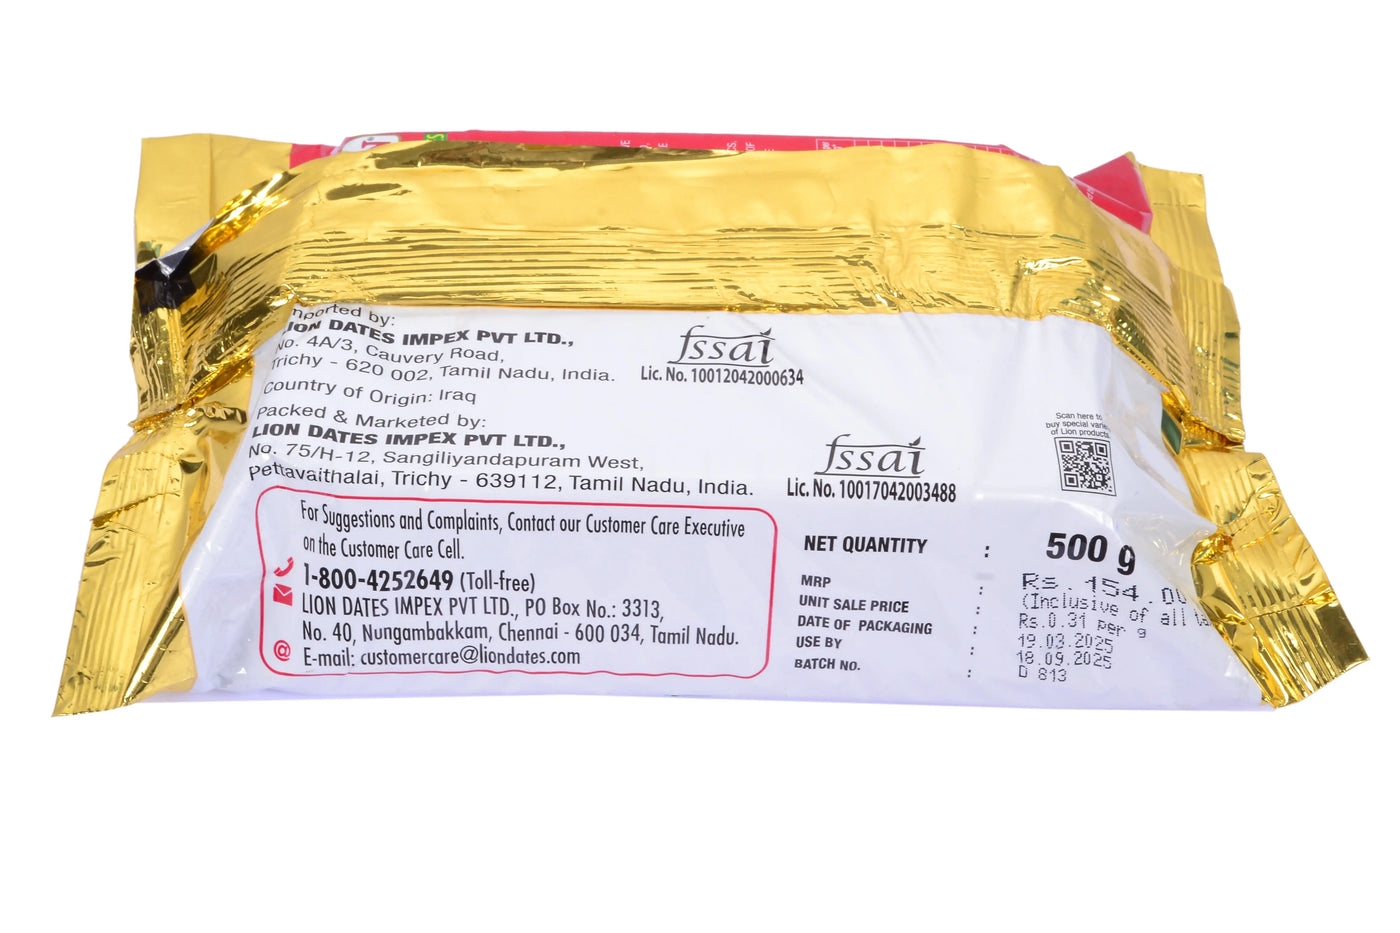 mported by:
LION DATES IMPEX PVT LTD.,
No. 4A/3, Cauvery Road,
Trichy - 620 002, Tamil Nadu, India.
Country of Origin: Iraq
Packed & Marketed by:
LION DATES IMPEX PVT LTD.,
No. 75/H-12, Sangiliyandapuram West,
Pettavaithalai, Trichy - 639112, Tamil Nadu, India.
fssai
Lic. No. 10012042000634
fssai
Lic. No. 10017042003488
Scan here to
buy special
of Lion products
For Suggestions and Complaints, Contact our Customer Care Executive
on the Customer Care Cell.
1-800-4252649 (Toll-free)
LION DATES IMPEX PVT LTD., PO Box No.: 3313,
No. 40, Nungambakkam, Chennai - 600 034, Tamil Nadu.
@ E-mail: customercare@liondates.com
NET QUANTITY : 500 g
MRP : Rs.154.00
(Inclusive of all
UNIT SALE PRICE : Rs.0.31 per g
DATE OF PACKAGING : 19.03.2025
USE BY : 18.09.2025
BATCH NO. : D 813